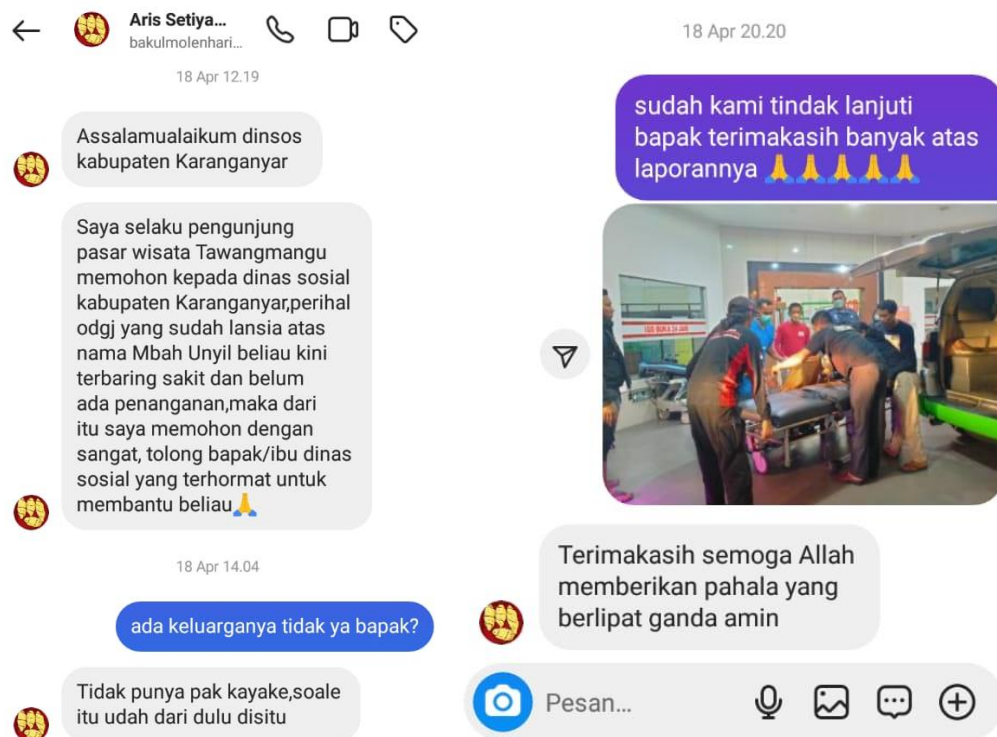 Aris Setiya...
bakulmolenhari...
18 Apr 12.19
Assalamualaikum dinsos
kabupaten Karanganyar
Saya selaku pengunjung
pasar wisata Tawangmangu
memohon kepada dinas sosial
kabupaten Karanganyar,perihal
odgj yang sudah lansia atas
nama Mbah Unyil beliau kini
terbaring sakit dan belum
ada penanganan,maka dari
itu saya memohon dengan
sangat, tolong bapak/ibu dinas
sosial yang terhormat untuk
membantu beliau🙏
18 Apr 14.04
ada keluarganya tidak ya bapak?
Tidak punya pak kayake,soale
itu udah dari dulu disitu
18 Apr 20.20
sudah kami tindak lanjuti
bapak terimakasih banyak atas
laporannya 🙏🙏🙏🙏🙏
IGD BUKA 24 JAM
Terimakasih semoga Allah
memberikan pahala yang
berlipat ganda amin
Pesan...